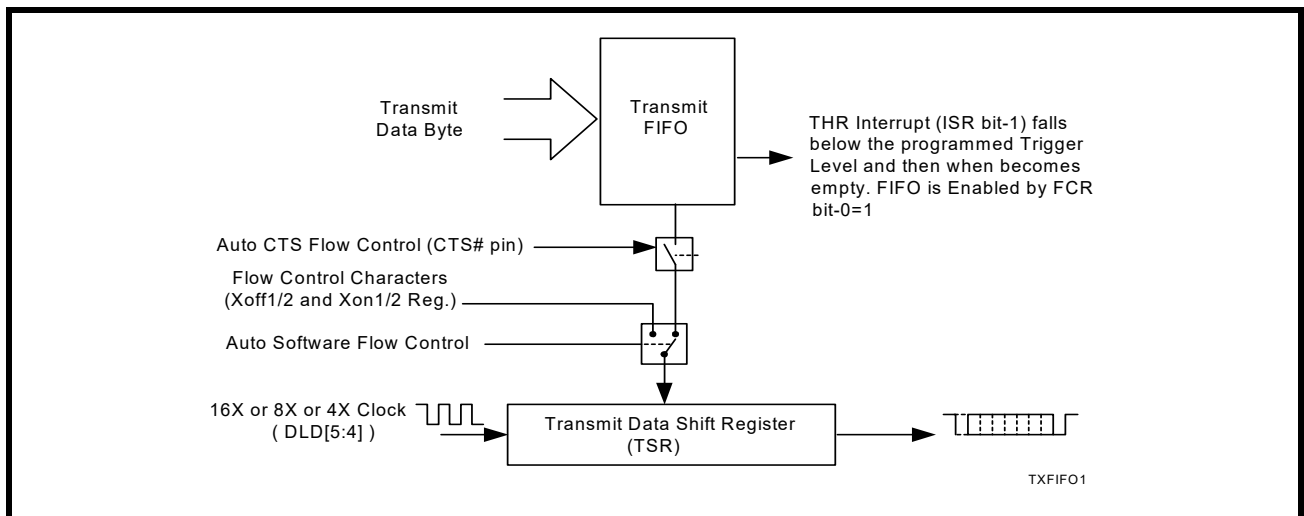 Transmit
Data Byte
Transmit
FIFO
THR Interrupt (ISR bit-1) falls
below the programmed Trigger
Level and then when becomes
empty. FIFO is Enabled by FCR
bit-0=1
Auto CTS Flow Control (CTS# pin)
Flow Control Characters
(Xoff1/2 and Xon1/2 Reg.)
Auto Software Flow Control
16X or 8X or 4X Clock
( DLD[5:4] )
Transmit Data Shift Register
(TSR)
TXFIFO1